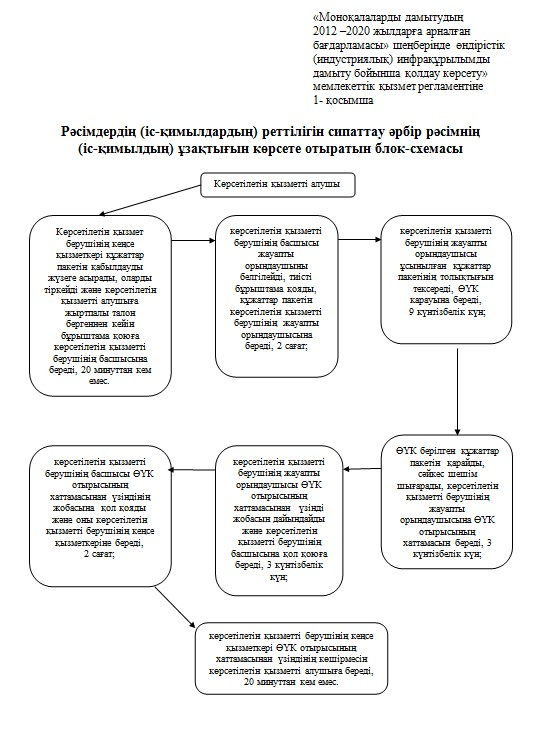 «Моноқалаларды дамытудың
2012 –2020 жылдарға арналған
бағдарламасы» шеңберінде өндірістік
(индустриялық) инфрақұрылымды
дамыту бойынша қолдау көрсету»
мемлекеттік қызмет регламентіне
1- қосымша
Рәсімдердің (іс-қимылдардың) реттілігін сипаттау әрбір рәсімнің
(іс-қимылдың) ұзақтығын көрсете отыратын блок-схемасы
Көрсетілетін қызметті алушы
Көрсетілетін қызмет
берушінің кеңсе
қызметкері құжаттар
пакетін қабылдауды
жүзеге асырады, оларды
тіркейді және көрсетілетін
қызметті алушыға
жыртпалы талон
бергеннен кейін
бұрыштама қоюға
көрсетілетін қызметті
берушінің басшысына
береді, 20 минуттан кем
емес.
көрсетілетін қызметті
берушінің басшысы
жауапты
орындаушыны
белгілейді, тиісті
бұрыштама қояды,
құжаттар пакетін
көрсетілетін қызметті
берушінің жауапты
орындаушысына
береді, 2 сағат;
көрсетілетін қызметті
берушінің жауапты
орындаушысы
ұсынылған құжаттар
пакетінің толықтығын
тексереді, ӨҮК
қарауына береді,
9 күнтізбелік күн;
ӨҮК берілген құжаттар
пакетін қарайды,
сәйкес шешім
шығарады, көрсетілетін
қызметті берушінің
жауапты
орындаушысына ӨҮК
отырысының
хаттамасын береді, 3
күнтізбелік күн;
көрсетілетін қызметті
берушінің жауапты
орындаушысы ӨҮК
отырысының
хаттамасынан үзінді
жобасын дайындайды
және көрсетілетін
қызметті берушінің
басшысына қол қоюға
береді, 3 күнтізбелік
күн;
көрсетілетін қызметті
берушінің басшысы ӨҮК
отырысының
хаттамасынан үзіндінің
жобасына қол қояды
және оны көрсетілетін
қызметті берушінің кеңсе
қызметкеріне береді,
2 сағат;
көрсетілетін қызметті берушінің кеңсе
қызметкері ӨҮК отырысының
хаттамасынан үзіндінің көшірмесін
көрсетілетін қызметті алушыға береді,
20 минуттан кем емес.